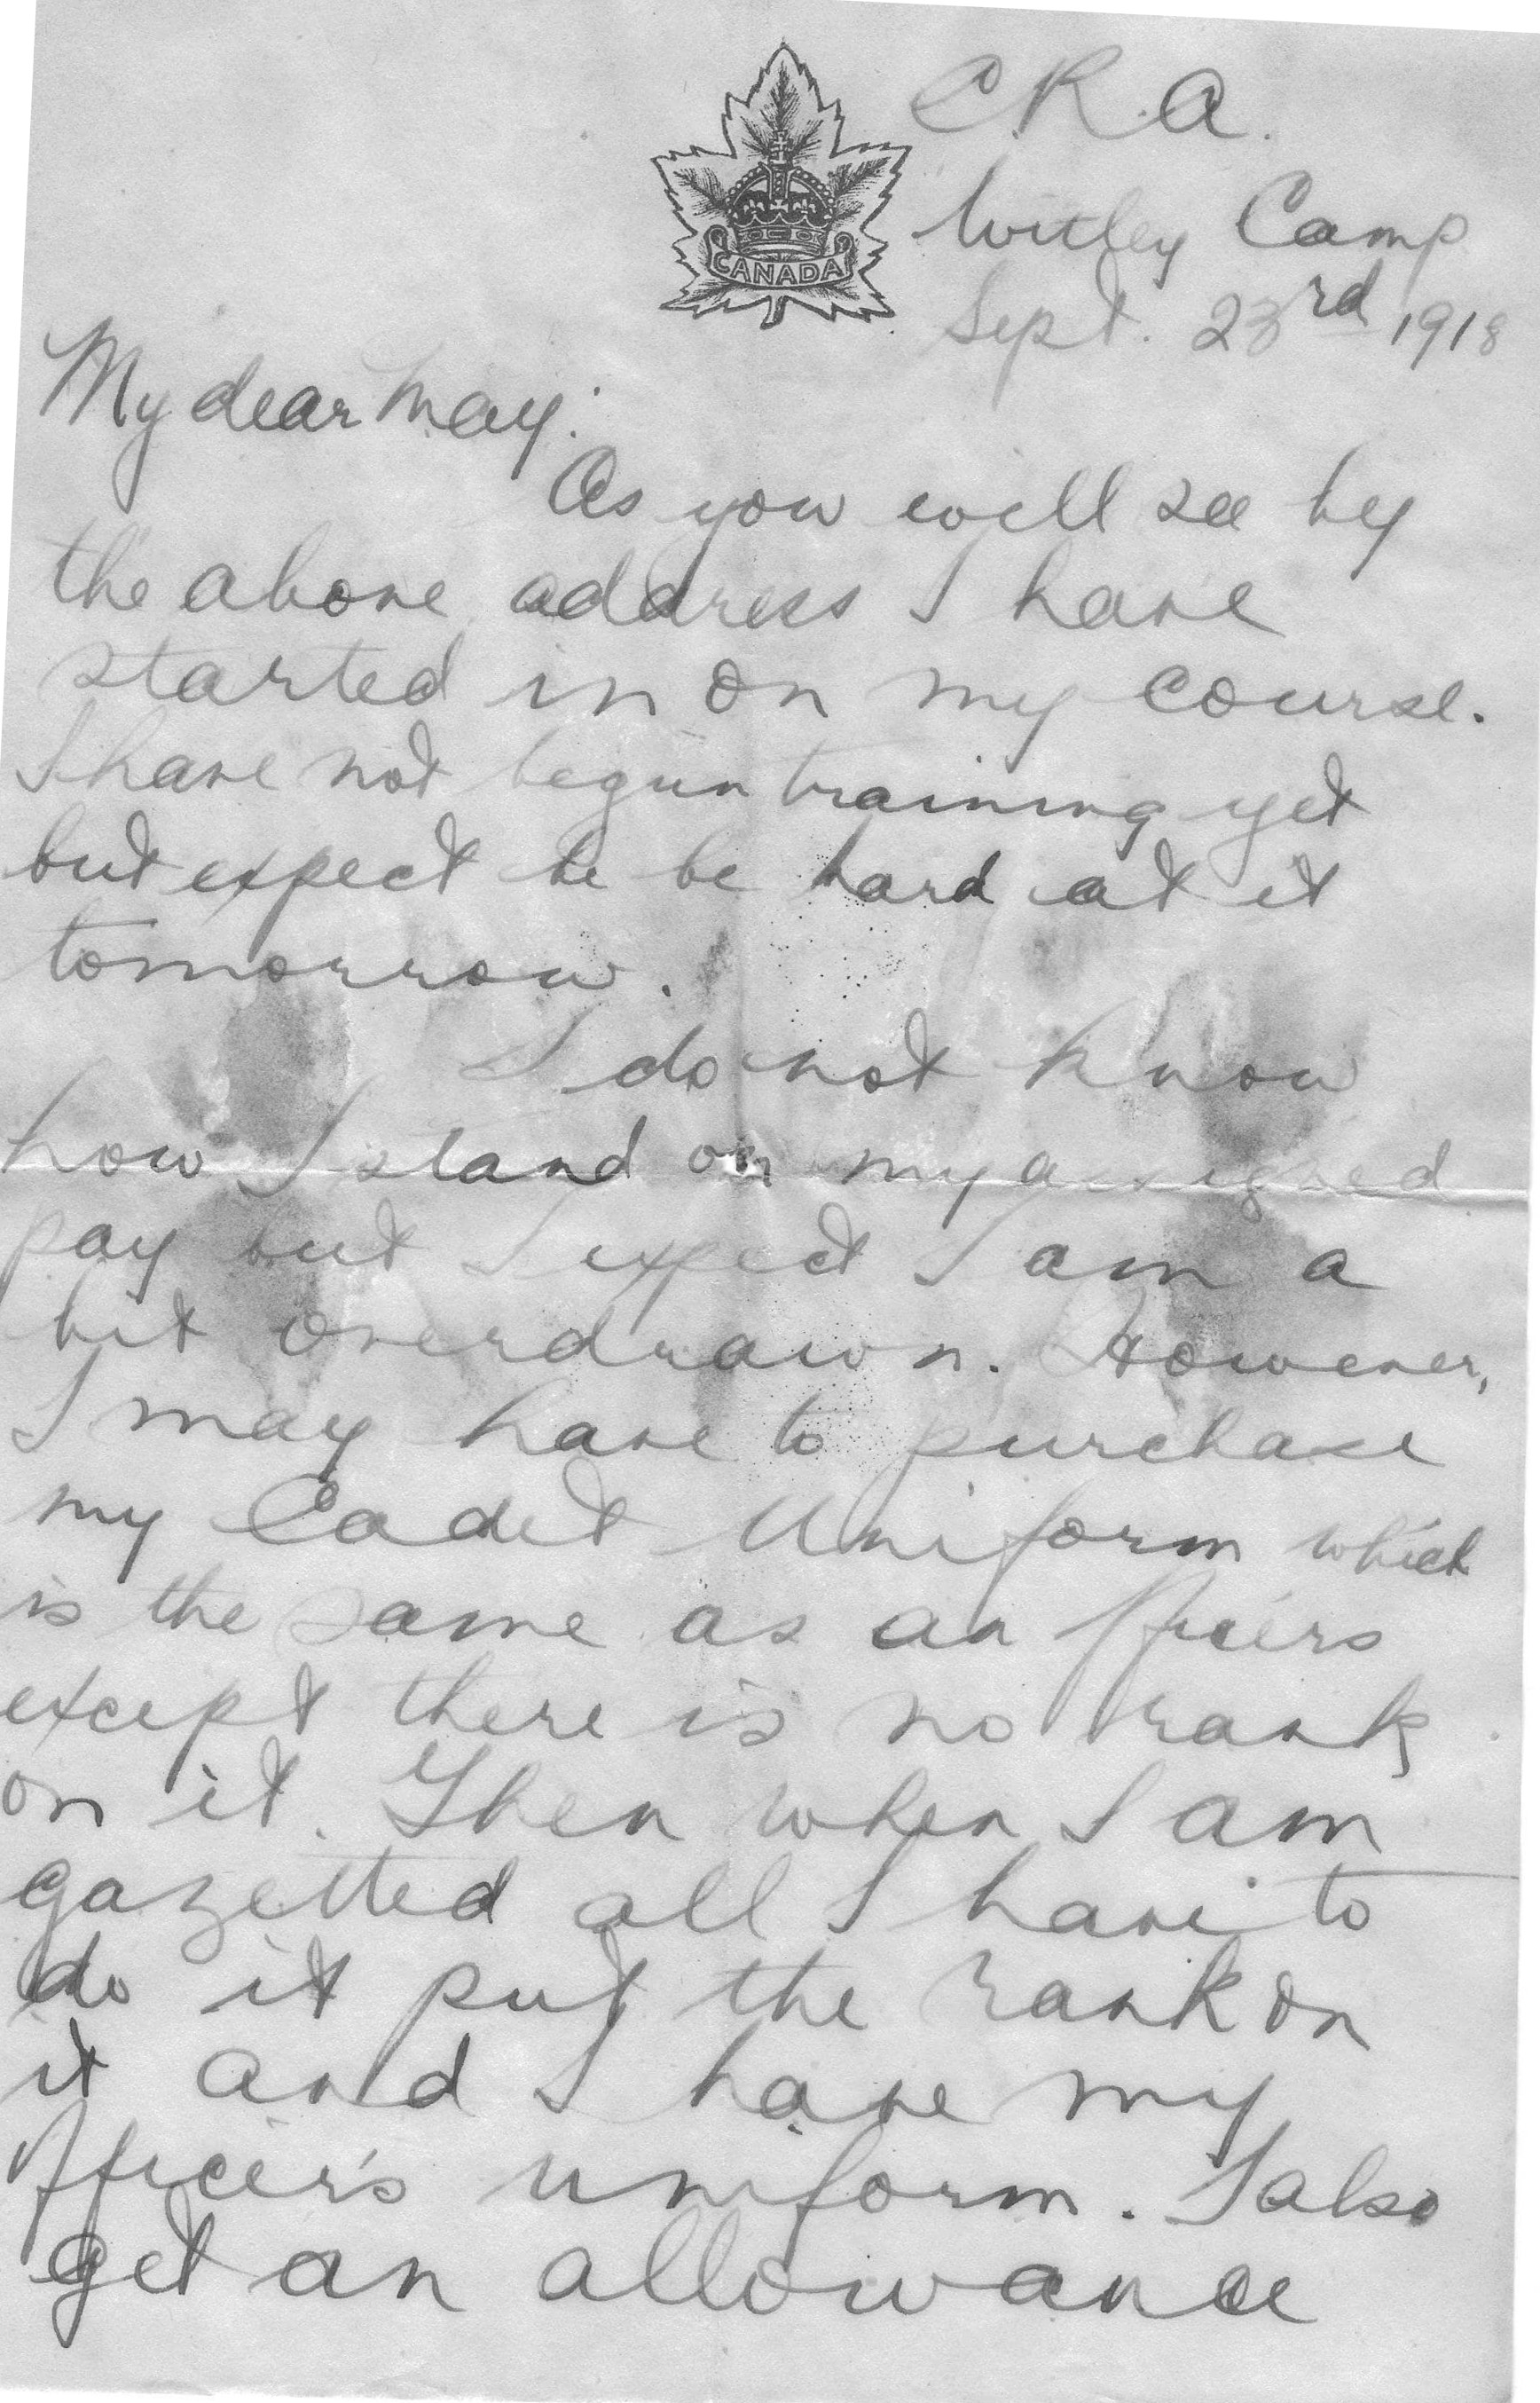 C.R.A.
CANADA
Witley Camp
Sept. 23rd 1918
My dear May:
As you will see by
the above address I have
started in on my course.
I have not begun training yet
but expect to be hard at it
tomorrow.
I do not know
how I stand on my assigned
pay but I expect I am a
bit overdrawn. However,
I may have to purchase
my Cadet Uniform which
is the same as an officers
except there is no rank
on it. Then when I am
gazetted all I have to
do it put the rank on
it and I have my
officer's uniform. I also
get an allowance